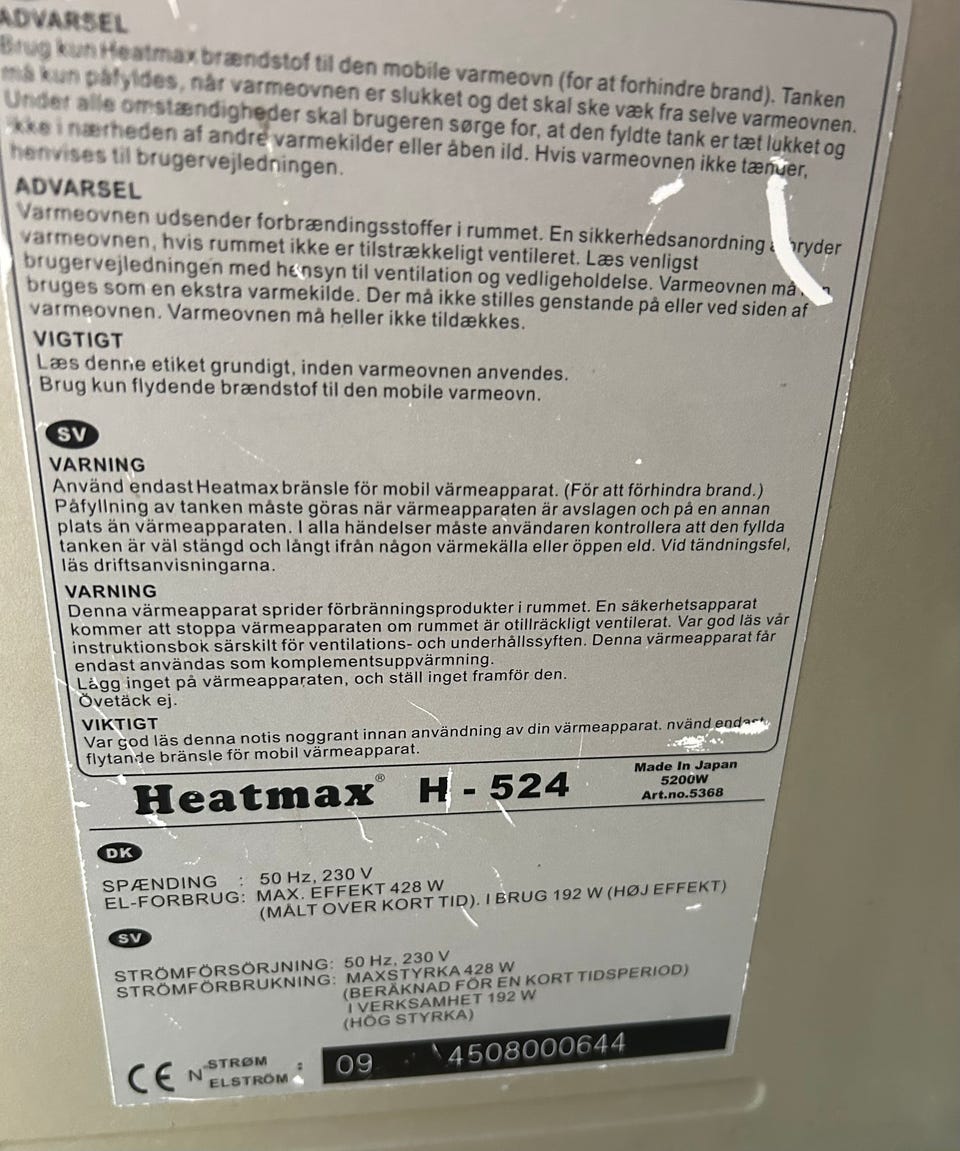 ADVARSEL
Brug kun Heatmax brændstof til den mobile varmeovn (for at forhindre brand). Tanken
må kun påfyldes, når varmeovnen er slukket og det skal ske væk fra selve varmeovnen.
Under alle omstændigheder skal brugeren sørge for, at den fyldte tank er tæt lukket og
ikke i nærheden af andre varmekilder eller åben ild. Hvis varmeovnen ikke tænder,
henvises til brugervejledningen.
ADVARSEL
Varmeovnen udsender forbrændingsstoffer i rummet. En sikkerhedsanordning bryder
varmeovnen, hvis rummet ikke er tilstrækkeligt ventileret. Læs venligst
brugervejledningen med hensyn til ventilation og vedligeholdelse. Varmeovnen må
bruges som en ekstra varmekilde. Der må ikke stilles genstande på eller ved siden af
varmeovnen. Varmeovnen må heller ikke tildækkes.
VIGTIGT
Læs denne etiket grundigt, inden varmeovnen anvendes.
Brug kun flydende brændstof til den mobile varmeovn.
SV
VARNING
Använd endast Heatmax bränsle för mobil värmeapparat. (För att förhindra brand.)
Påfyllning av tanken måste göras när värmeapparaten är avslagen och på en annan
plats än värmeapparaten. I alla händelser måste användaren kontrollera att den fyllda
tanken är väl stängd och långt ifrån någon värmekälla eller öppen eld. Vid tändningsfel,
läs driftsanvisningarna.
VARNING
Denna värmeapparat sprider förbränningsprodukter i rummet. En säkerhetsapparat
kommer att stoppa värmeapparaten om rummet är otillräckligt ventilerat. Var god läs vår
instruktionsbok särskilt för ventilations- och underhållssyften. Denna värmeapparat får
endast användas som komplementsuppvärmning.
Lägg inget på värmeapparaten, och ställ inget framför den.
Övetäck ej.
VIKTIGT
Var god läs denna notis noggrant innan användning av din värmeapparat. nvänd endast
flytande bränsle för mobil värmeapparat.
Heatmax® H - 524
Made In Japan
5200W
Art.no.5368
DK
SPÆNDING : 50 Hz, 230 V
EL-FORBRUG: MAX. EFFEKT 428 W
(MÅLT OVER KORT TID). I BRUG 192 W (HØJ EFFEKT)
SV
STRÖMFÖRSÖRJNING: 50 Hz, 230 V
STRÖMFÖRBRUKNING: MAXSTYRKA 428 W
(BERÄKNAD FÖR EN KORT TIDSPERIOD)
I VERKSAMHET 192 W
(HÖG STYRKA)
CE N STRØM
ELSTRÖM : 09 4508000644